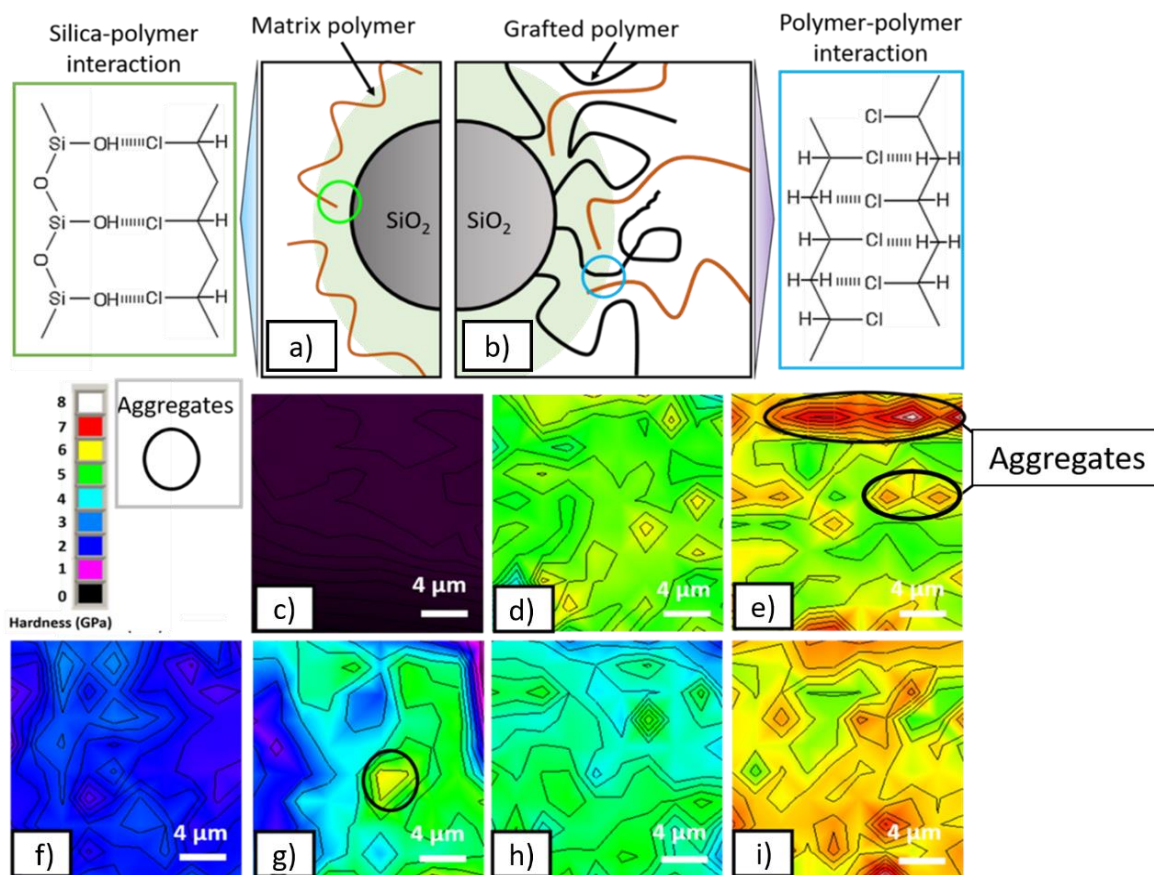 Silica-polymer
interaction
Matrix polymer
Grafted polymer
Polymer-polymer
interaction
Si
OH
Cl
H
O
Si
OH
Cl
H
O
Si
OH
Cl
H
SiO2
SiO2
a)
b)
Cl
H
Cl
H
H
H
H
Cl
H
Cl
H
H
H
H
Cl
H
Cl
H
Cl
8
7
6
5
4
3
2
1
0
Hardness (GPa)
Aggregates
c)
4 μm
d)
4 μm
e)
4 μm
Aggregates
f)
4 μm
g)
4 μm
h)
4 μm
i)
4 μm